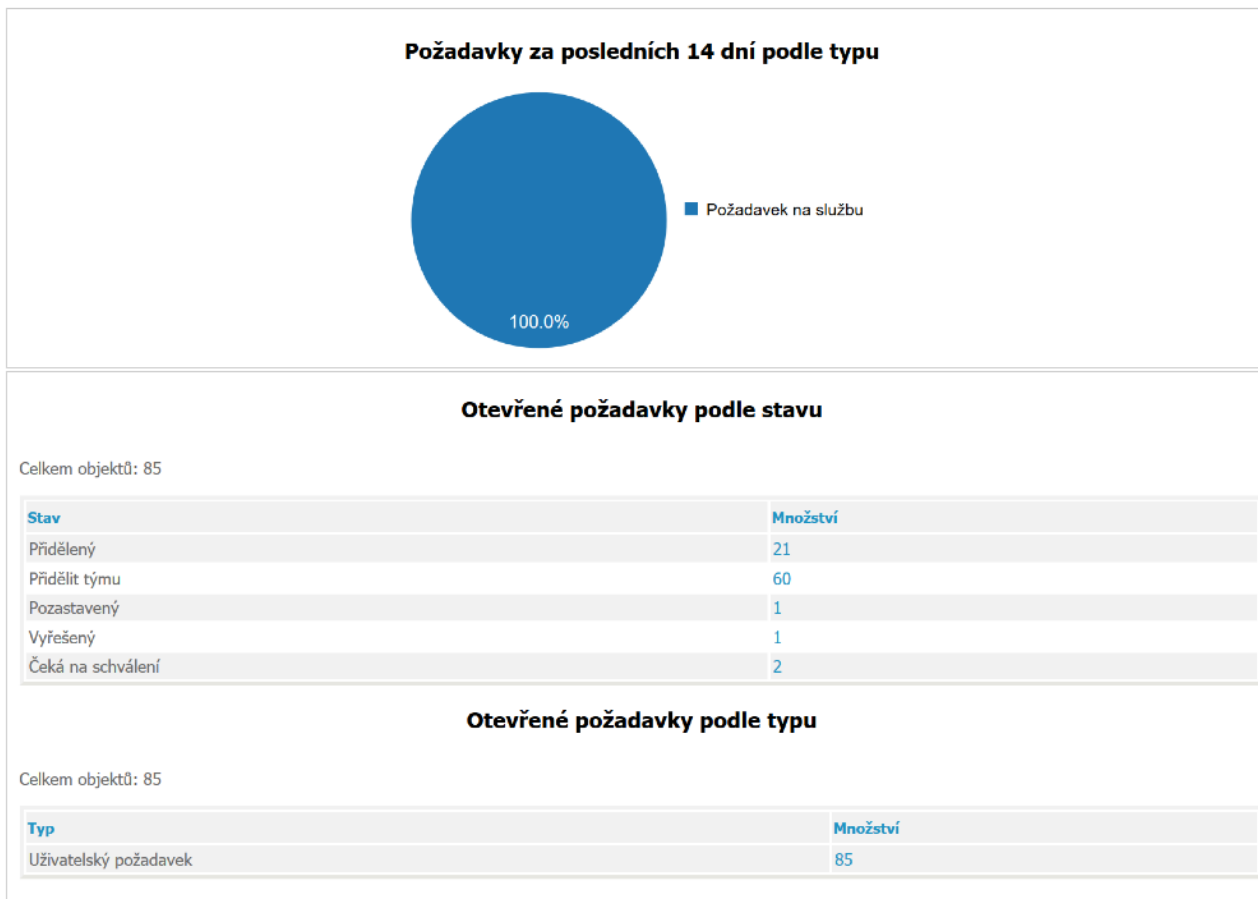 Požadavky za posledních 14 dní podle typu
Požadavek na službu
100.0%
Otevřené požadavky podle stavu
Celkem objektů: 85
Stav Množství
Přidělený 21
Přidělit týmu 60
Pozastavený 1
Vyřešený 1
Čeká na schválení 2
Otevřené požadavky podle typu
Celkem objektů: 85
Typ Množství
Uživatelský požadavek 85